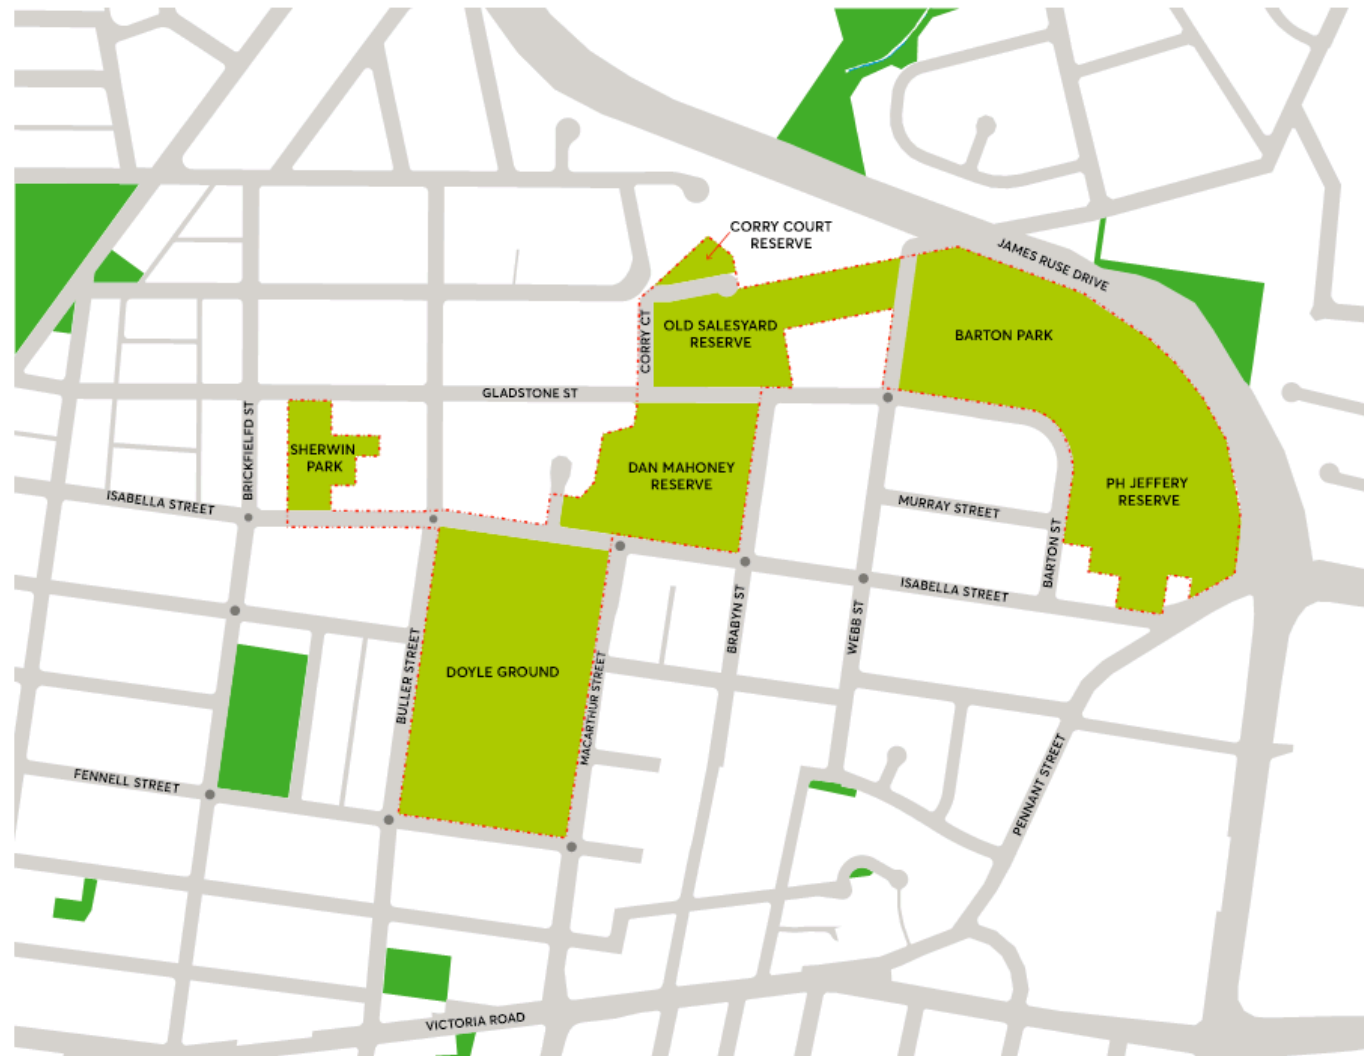 CORRY COURT
RESERVE
JAMES RUSE DRIVE
OLD SALESYARD
RESERVE
BARTON PARK
CORRY CT
GLADSTONE ST
BRICKFIELFD ST
SHERWIN
PARK
DAN MAHONEY
RESERVE
PH JEFFERY
RESERVE
ISABELLA STREET
MURRAY STREET
BARTON ST
ISABELLA STREET
BRABYN ST
WEBB ST
BULLER STREET
DOYLE GROUND
MACARTHUR STREET
FENNELL STREET
PENNANT STREET
VICTORIA ROAD